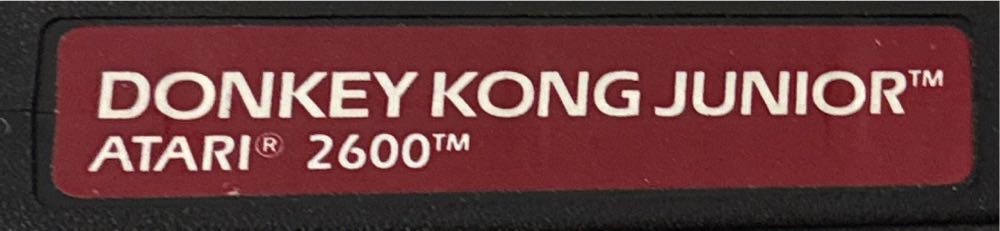 DONKEY KONG JUNIOR™
ATARI® 2600™